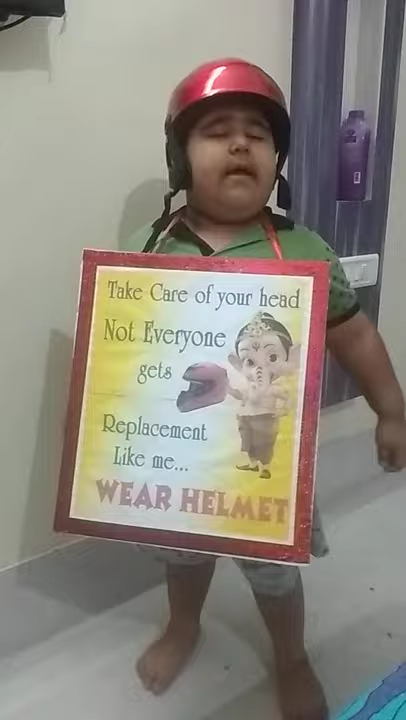 Take Care of your head
Not Everyone
gets
Replacement
Like me...
WEAR HELMET